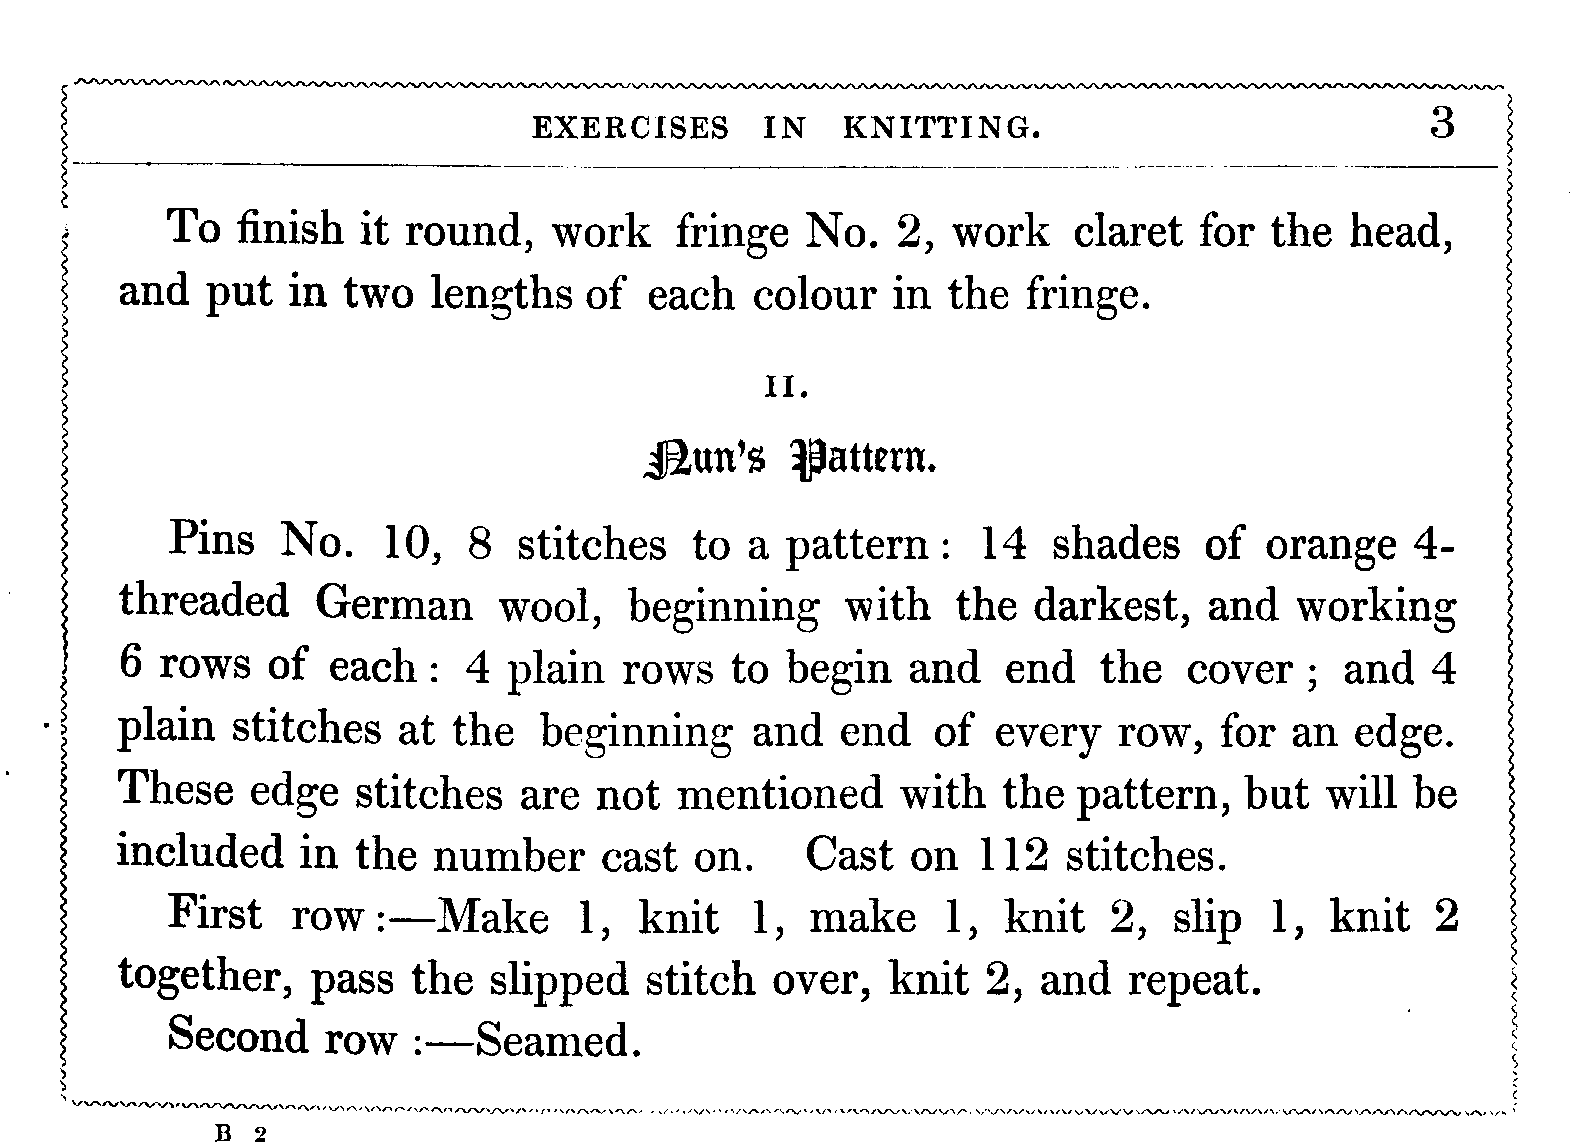 EXERCISES IN KNITTING. 3
To finish it round, work fringe No. 2, work claret for the head,
and put in two lengths of each colour in the fringe.
II.
Nun's Pattern.
Pins No. 10, 8 stitches to a pattern: 14 shades of orange 4-
threaded German wool, beginning with the darkest, and working
6 rows of each: 4 plain rows to begin and end the cover; and 4
plain stitches at the beginning and end of every row, for an edge.
These edge stitches are not mentioned with the pattern, but will be
included in the number cast on. Cast on 112 stitches.
First row:—Make 1, knit 1, make 1, knit 2, slip 1, knit 2
together, pass the slipped stitch over, knit 2, and repeat.
Second row:—Seamed.
B 2